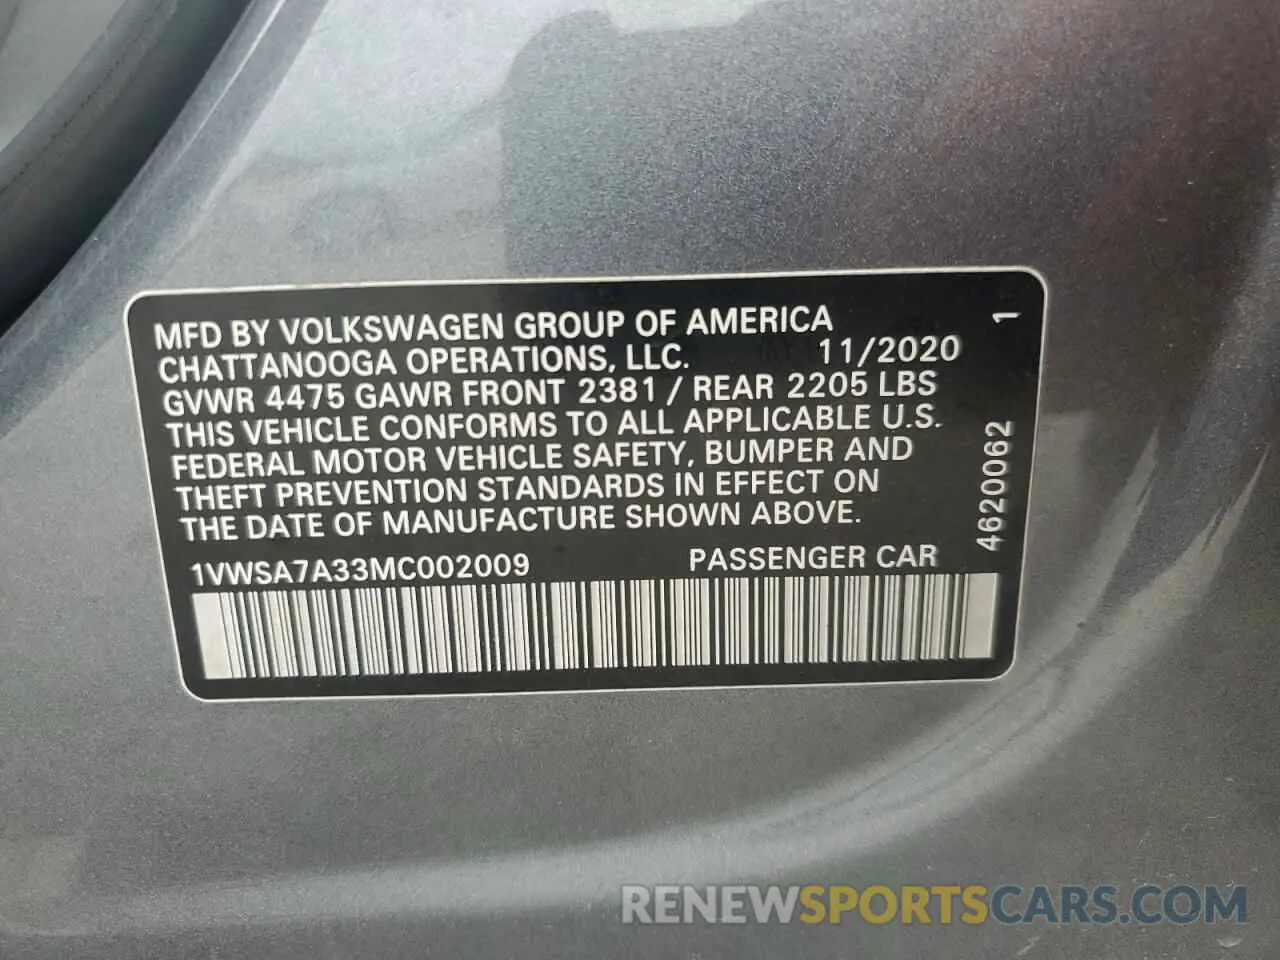 MFD BY VOLKSWAGEN GROUP OF AMERICA
CHATTANOOGA OPERATIONS, LLC. 11/2020
GVWR 4475 GAWR FRONT 2381 / REAR 2205 LBS
THIS VEHICLE CONFORMS TO ALL APPLICABLE U.S.
FEDERAL MOTOR VEHICLE SAFETY, BUMPER AND
THEFT PREVENTION STANDARDS IN EFFECT ON
THE DATE OF MANUFACTURE SHOWN ABOVE.
1VWSA7A33MC002009 PASSENGER CAR
4620062 1
RENEWSPORTSCARS.COM